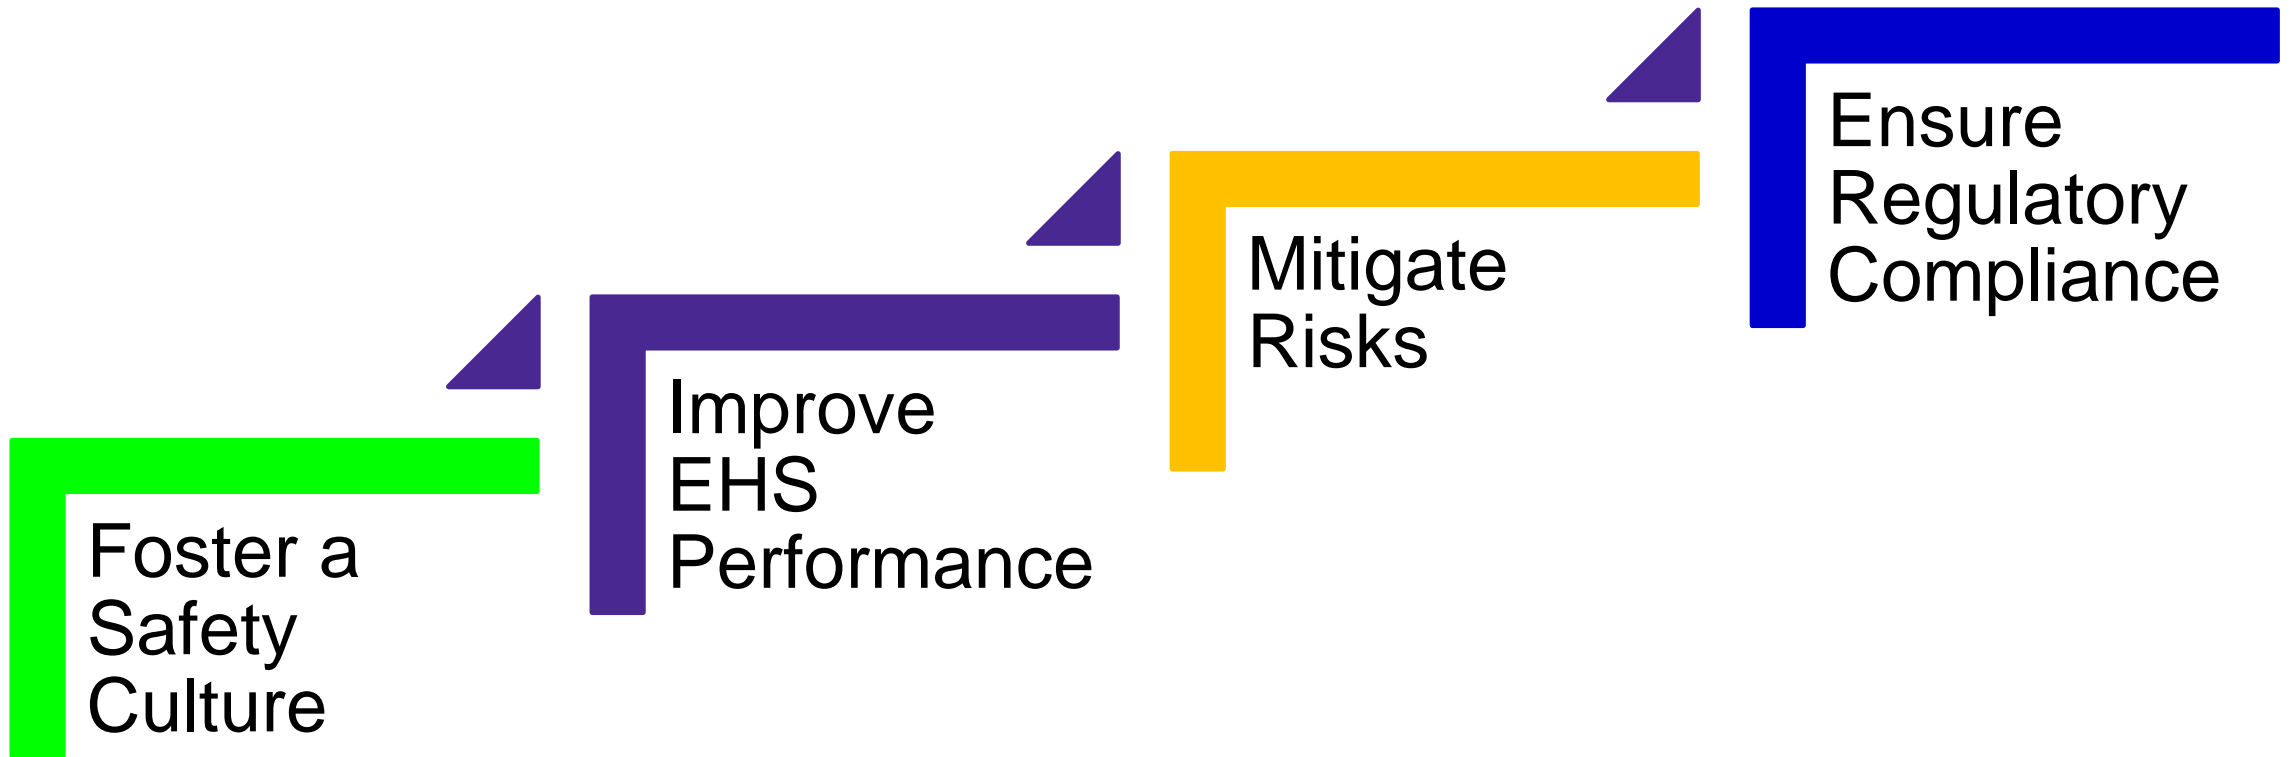 Foster a
Safety
Culture
Improve
EHS
Performance
Mitigate
Risks
Ensure
Regulatory
Compliance